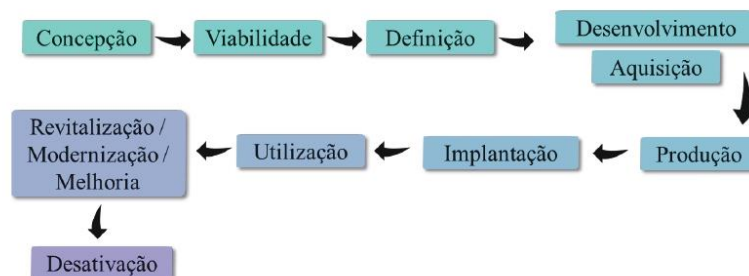 Concepção
Viabilidade
Definição
Desenvolvimento
Aquisição
Produção
Implantação
Utilização
Revitalização /
Modernização /
Melhoria
Desativação